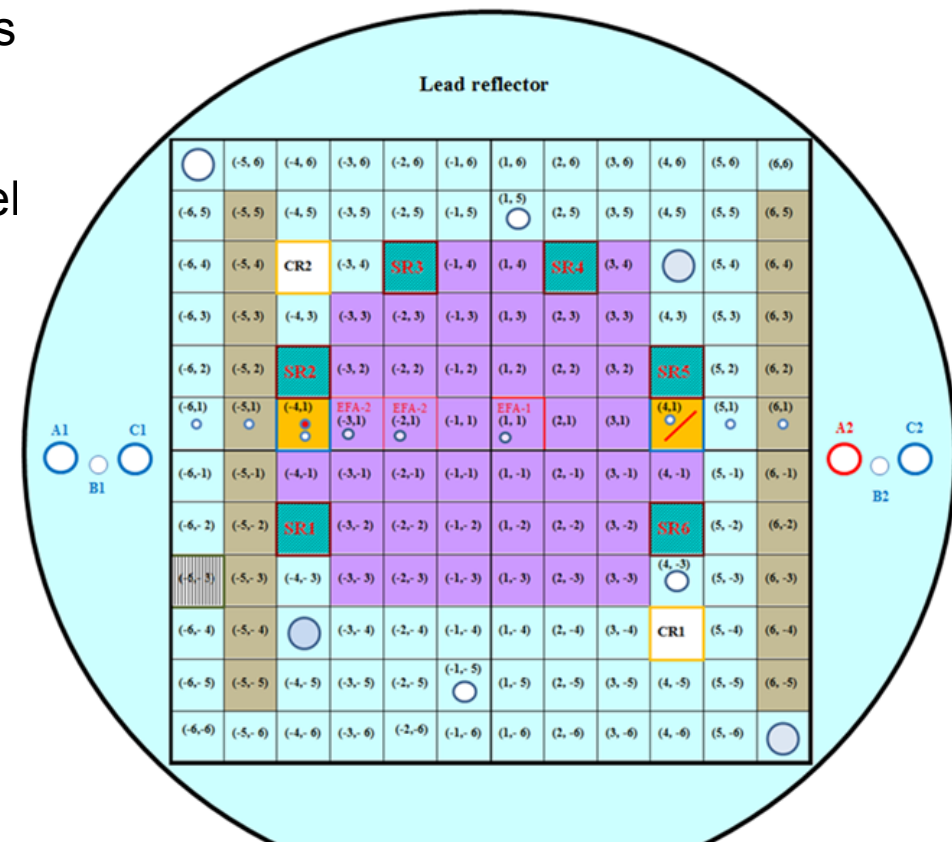 s
Lead reflector
(-5, 6) (-4, 6) (-3, 6) (-2, 6) (-1, 6) (1, 6) (2, 6) (3, 6) (4, 6) (5, 6) (6,6)
el
(-6, 5) (-5, 5) (-4, 5) (-3, 5) (-2, 5) (-1, 5) (1, 5) (2, 5) (3, 5) (4, 5) (5, 5) (6, 5)
(-6, 4) (-5, 4) CR2 (-3, 4) SR3 (-1, 4) (1, 4) SR4 (3, 4) (5, 4) (6, 4)
(-6, 3) (-5, 3) (-4, 3) (-3, 3) (-2, 3) (-1, 3) (1, 3) (2, 3) (3, 3) (4, 3) (5, 3) (6, 3)
(-6, 2) (-5, 2) SR2 (-3, 2) (-2, 2) (-1, 2) (1, 2) (2, 2) (3, 2) SR5 (5, 2) (6, 2)
EFA-2 EFA-2 EFA-1
(-6,1) (-5,1) (-4,1) (-3,1) (-2,1) (-1, 1) (1, 1) (2,1) (3,1) (4,1) (5,1) (6,1)
A1 C1 A2 C2
B1 B2
(-6,-1) (-5,-1) (-4,-1) (-3,-1) (-2,-1) (-1,-1) (1, -1) (2, -1) (3, -1) (4, -1) (5, -1) (6, -1)
(-6,- 2) (-5,- 2) SR1 (-3,- 2) (-2,- 2) (-1,- 2) (1, -2) (2, -2) (3, -2) SR6 (5, -2) (6,-2)
(-6,- 3) (-5,- 3) (-4,- 3) (-3,- 3) (-2,- 3) (-1,- 3) (1,- 3) (2, -3) (3, -3) (4, -3) (5, -3) (6, -3)
(-6,- 4) (-5,- 4) (-3,- 4) (-2,- 4) (-1,- 4) (1,- 4) (2, -4) (3, -4) CR1 (5, -4) (6, -4)
(-6,- 5) (-5,- 5) (-4,- 5) (-3,- 5) (-2,- 5) (-1,- 5) (1,- 5) (2, -5) (3, -5) (4, -5) (5, -5) (6, -5)
(-6,-6) (-5,- 6) (-4,- 6) (-3,- 6) (-2,-6) (-1,- 6) (1,- 6) (2, -6) (3, -6) (4, -6) (5, -6)